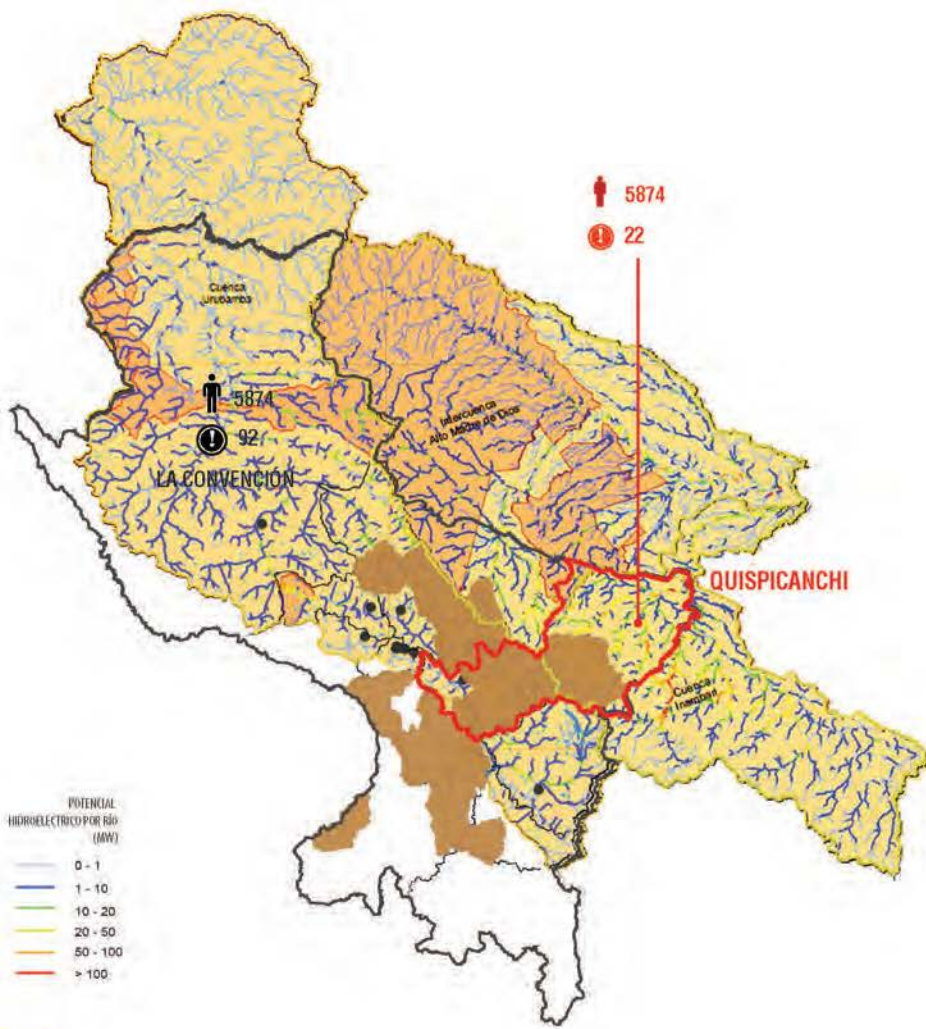 5874
22
Cuenca
Urubamba
5874
92
LA CONVENCIÓN
Intercuenca
Alto Madre de Dios
QUISPICANCHI
Cuenca
Inambari
POTENCIAL
HIDROELECTRICO POR RÍO
(MW)
0 - 1
1 - 10
10 - 20
20 - 50
50 - 100
> 100